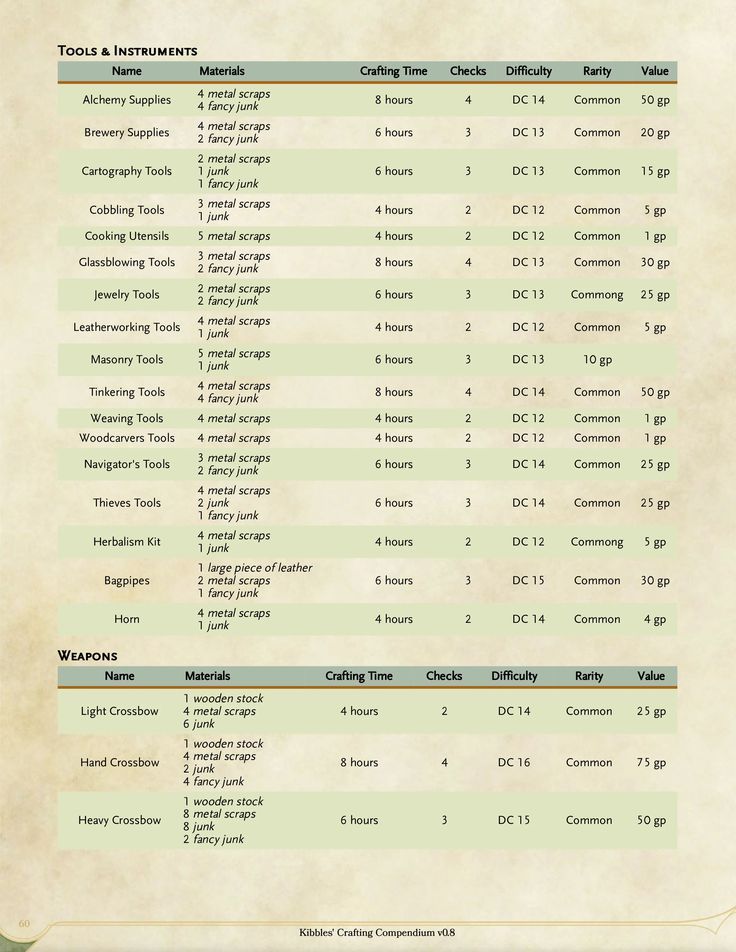 Tools & Instruments
Name Materials Crafting Time Checks Difficulty Rarity Value
Alchemy Supplies 4 metal scraps 8 hours 4 DC 14 Common 50 gp
4 fancy junk
Brewery Supplies 4 metal scraps 6 hours 3 DC 13 Common 20 gp
2 fancy junk
Cartography Tools 2 metal scraps 6 hours 3 DC 13 Common 15 gp
1 junk
1 fancy junk
Cobbling Tools 3 metal scraps 4 hours 2 DC 12 Common 5 gp
1 junk
Cooking Utensils 5 metal scraps 4 hours 2 DC 12 Common 1 gp
Glassblowing Tools 3 metal scraps 8 hours 4 DC 13 Common 30 gp
2 fancy junk
Jewelry Tools 2 metal scraps 6 hours 3 DC 13 Commong 25 gp
2 fancy junk
Leatherworking Tools 4 metal scraps 4 hours 2 DC 12 Common 5 gp
1 junk
Masonry Tools 5 metal scraps 6 hours 3 DC 13 10 gp
1 junk
Tinkering Tools 4 metal scraps 8 hours 4 DC 14 Common 50 gp
4 fancy junk
Weaving Tools 4 metal scraps 4 hours 2 DC 12 Common 1 gp
Woodcarvers Tools 4 metal scraps 4 hours 2 DC 12 Common 1 gp
Navigator's Tools 3 metal scraps 6 hours 3 DC 14 Common 25 gp
2 fancy junk
Thieves Tools 4 metal scraps 6 hours 3 DC 14 Common 25 gp
2 junk
1 fancy junk
Herbalism Kit 4 metal scraps 4 hours 2 DC 12 Commong 5 gp
1 junk
Bagpipes 1 large piece of leather 6 hours 3 DC 15 Common 30 gp
2 metal scraps
1 fancy junk
Horn 4 metal scraps 4 hours 2 DC 14 Common 4 gp
1 junk
Weapons
Name Materials Crafting Time Checks Difficulty Rarity Value
Light Crossbow 1 wooden stock 4 hours 2 DC 14 Common 25 gp
4 metal scraps
6 junk
Hand Crossbow 1 wooden stock 8 hours 4 DC 16 Common 75 gp
4 metal scraps
2 junk
4 fancy junk
Heavy Crossbow 1 wooden stock 6 hours 3 DC 15 Common 50 gp
8 metal scraps
8 junk
2 fancy junk
60
Kibbles' Crafting Compendium v0.8